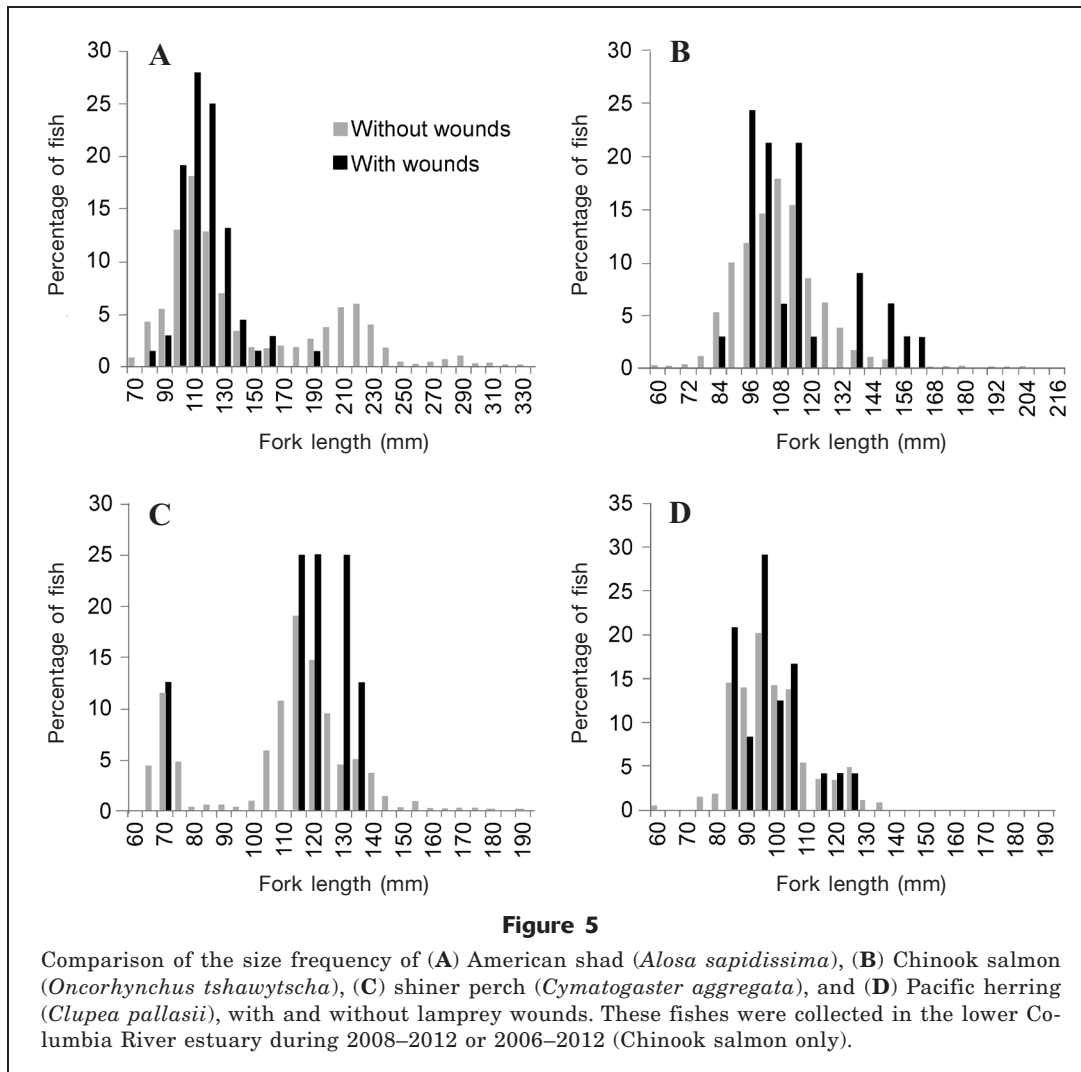 A
30
25
20
15
10
5
0
Percentage of fish
Without wounds
With wounds
70 90 110 130 150 170 190 210 230 250 270 290 310 330
Fork length (mm)
B
30
25
20
15
10
5
0
Percentage of fish
60 72 84 96 108 120 132 144 156 168 180 192 204 216
Fork length (mm)
C
30
25
20
15
10
5
0
Percentage of fish
60 70 80 90 100 110 120 130 140 150 160 170 180 190
Fork length (mm)
D
35
30
25
20
15
10
5
0
Percentage of fish
60 70 80 90 100 110 120 130 140 150 160 170 180 190
Fork length (mm)
Figure 5
Comparison of the size frequency of (A) American shad (Alosa sapidissima), (B) Chinook salmon
(Oncorhynchus tshawytscha), (C) shiner perch (Cymatogaster aggregata), and (D) Pacific herring
(Clupea pallasii), with and without lamprey wounds. These fishes were collected in the lower Co-
lumbia River estuary during 2008–2012 or 2006–2012 (Chinook salmon only).